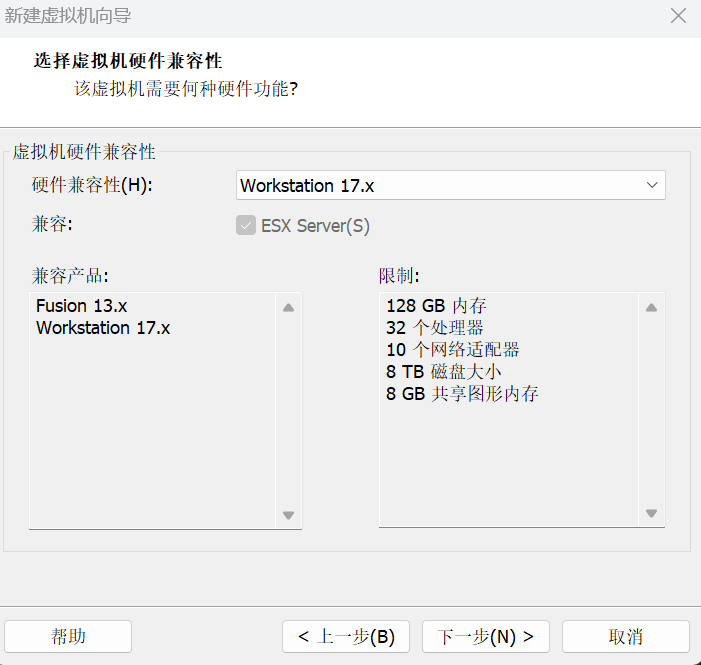 新建虚拟机向导
选择虚拟机硬件兼容性
该虚拟机需要何种硬件功能?
虚拟机硬件兼容性
硬件兼容性(H): Workstation 17.x
兼容: ESX Server(S)
兼容产品:
Fusion 13.x
Workstation 17.x
限制:
128 GB 内存
32 个处理器
10 个网络适配器
8 TB 磁盘大小
8 GB 共享图形内存
帮助 < 上一步(B) 下一步(N) > 取消